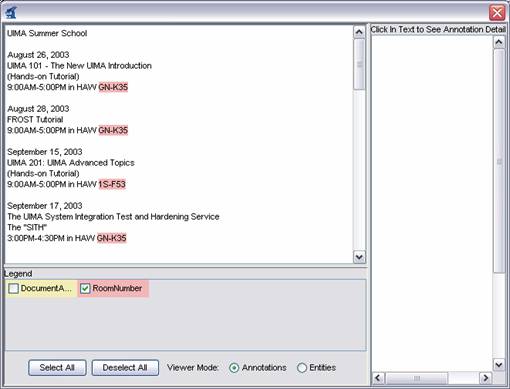 UIMA Summer School
August 26, 2003
UIMA 101 - The New UIMA Introduction
(Hands-on Tutorial)
9:00AM-5:00PM in HAW GN-K35
August 28, 2003
FROST Tutorial
9:00AM-5:00PM in HAW GN-K35
September 15, 2003
UIMA 201: UIMA Advanced Topics
(Hands-on Tutorial)
9:00AM-5:00PM in HAW 1S-F53
September 17, 2003
The UIMA System Integration Test and Hardening Service
The "SITH"
3:00PM-4:30PM in HAW GN-K35
Click In Text to See Annotation Detail
Legend
DocumentA... RoomNumber
Select All Deselect All Viewer Mode: Annotations Entities